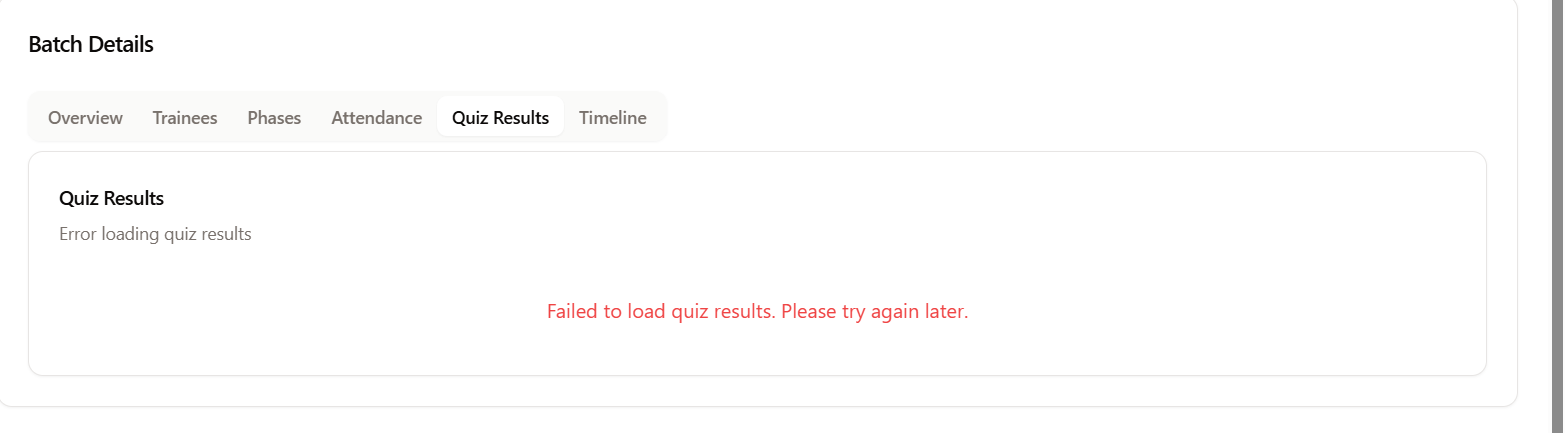 Batch Details
Overview Trainees Phases Attendance Quiz Results Timeline
Quiz Results
Error loading quiz results
Failed to load quiz results. Please try again later.